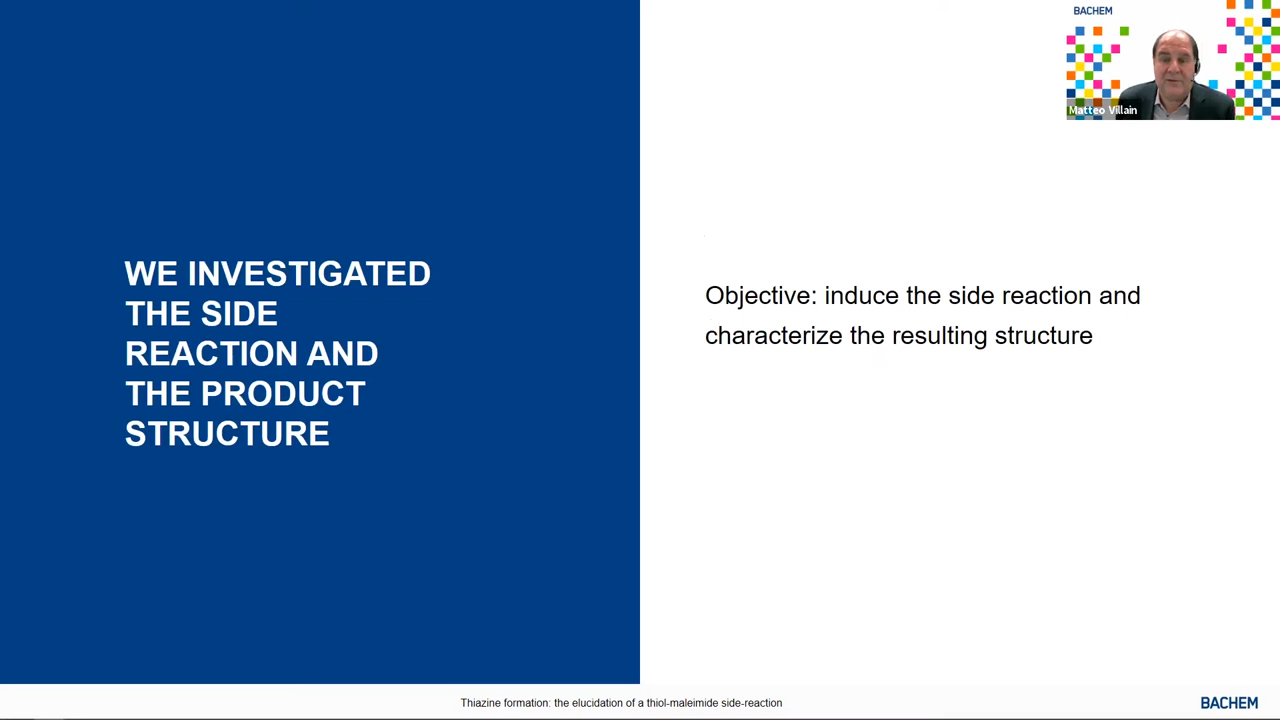 BACHEM
Matteo Villain
WE INVESTIGATED
THE SIDE
REACTION AND
THE PRODUCT
STRUCTURE
Objective: induce the side reaction and
characterize the resulting structure
Thiazine formation: the elucidation of a thiol-maleimide side-reaction
BACHEM